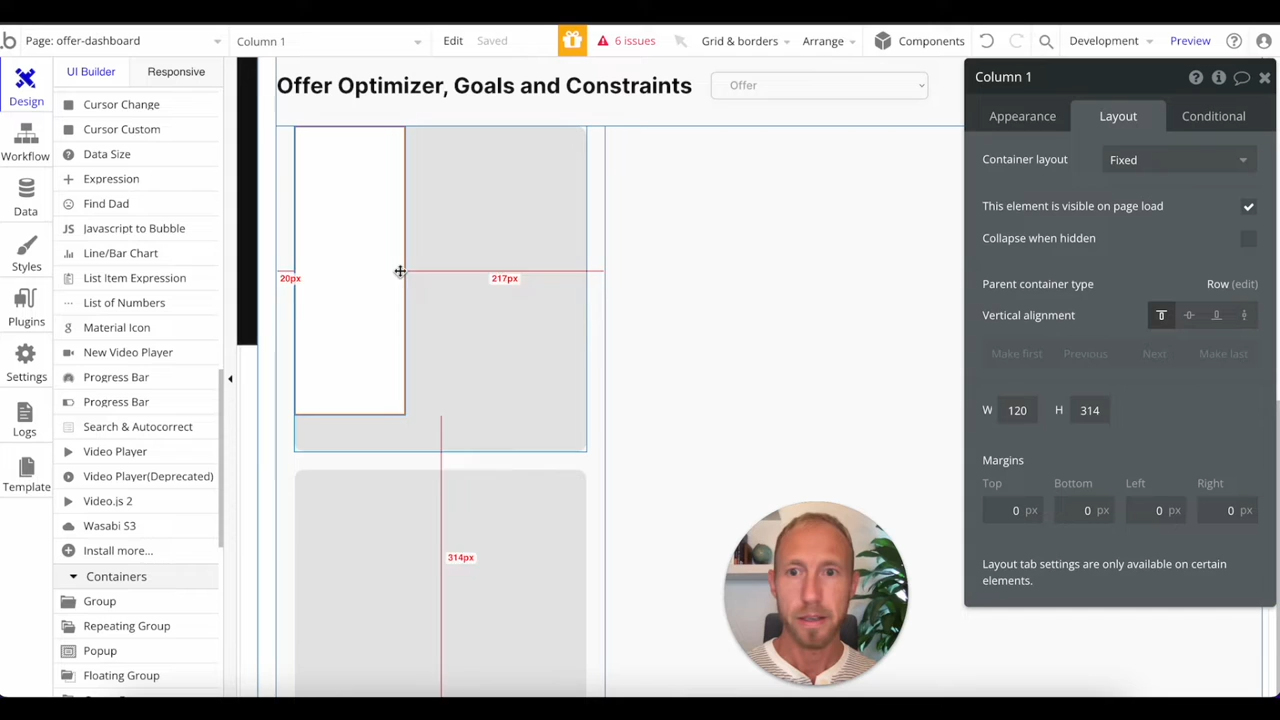 .b Page: offer-dashboard Column 1 Edit Saved 6 issues Grid & borders Arrange Components Development Preview
UI Builder Responsive
Design
Workflow
Data
Styles
Plugins
Settings
Logs
Template
Cursor Change
Cursor Custom
Data Size
Expression
Find Dad
JS Javascript to Bubble
Line/Bar Chart
List Item Expression
List of Numbers
Material Icon
New Video Player
Progress Bar
Progress Bar
Search & Autocorrect
Video Player
Video Player(Deprecated)
Video.js 2
Wasabi S3
Install more...
Containers
Group
Repeating Group
Popup
Floating Group
Offer Optimizer, Goals and Constraints
Offer
20px
217px
314px
Column 1
Appearance Layout Conditional
Container layout Fixed
This element is visible on page load
Collapse when hidden
Parent container type Row (edit)
Vertical alignment
Make first Previous Next Make last
W 120 H 314
Margins
Top Bottom Left Right
0 px 0 px 0 px 0 px
Layout tab settings are only available on certain
elements.